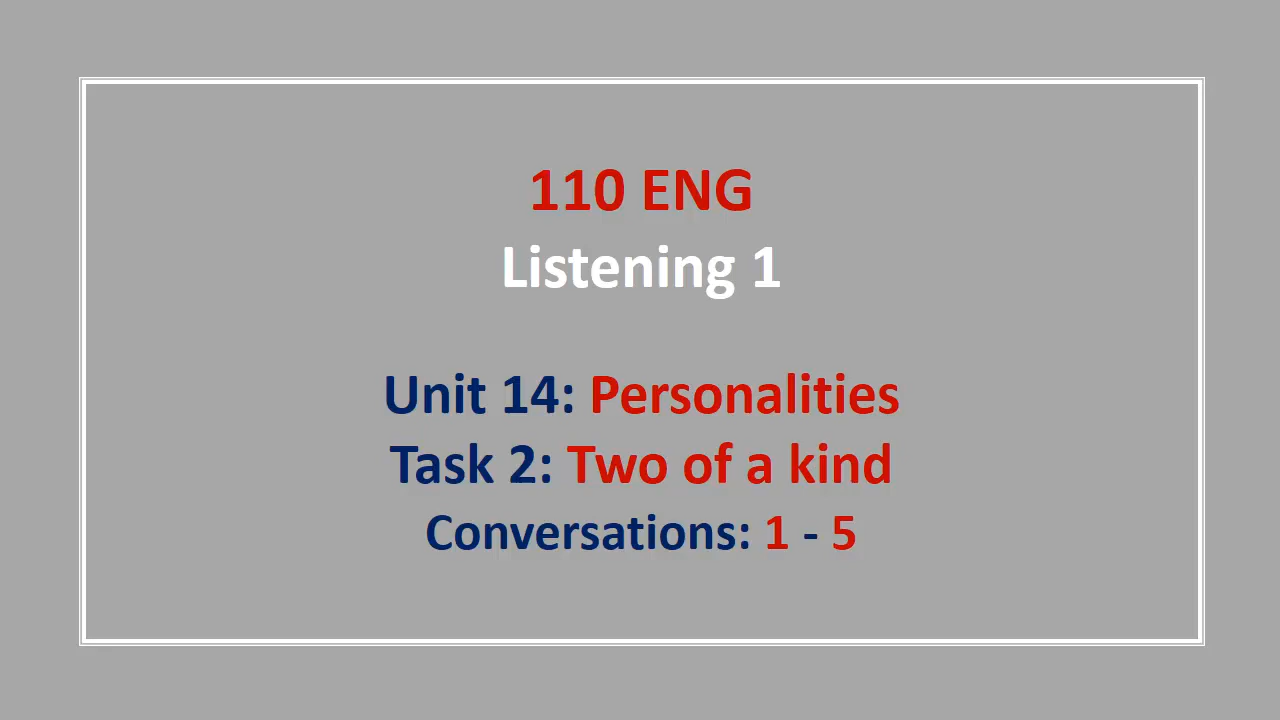 110 ENG
Listening 1
Unit 14: Personalities
Task 2: Two of a kind
Conversations: 1 - 5